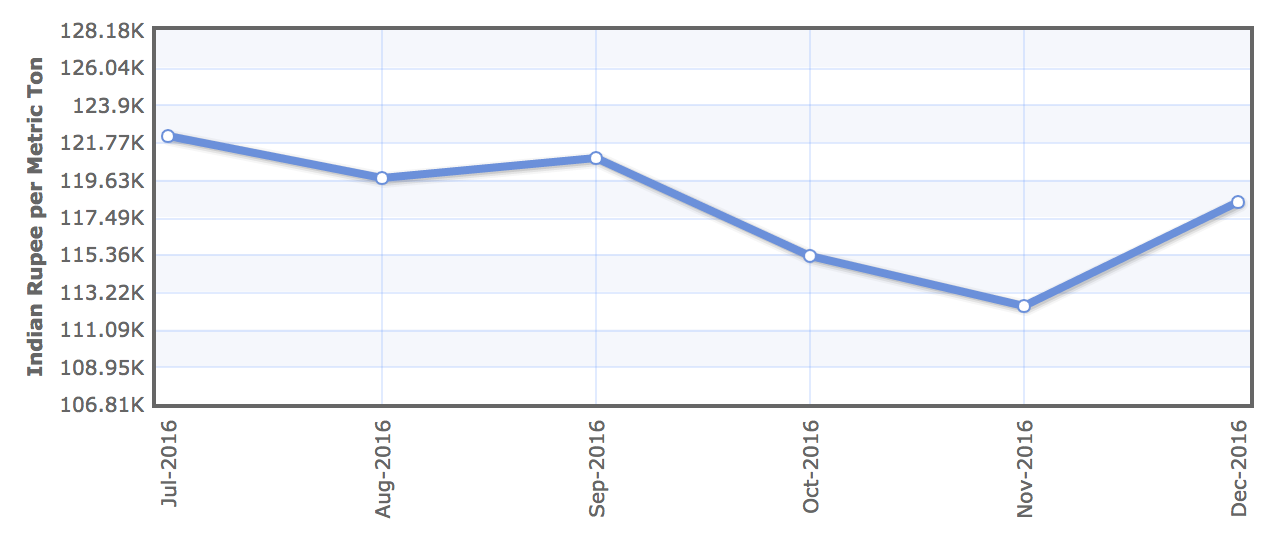 Indian Rupee per Metric Ton
128.18K
126.04K
123.9K
121.77K
119.63K
117.49K
115.36K
113.22K
111.09K
108.95K
106.81K
Jul-2016
Aug-2016
Sep-2016
Oct-2016
Nov-2016
Dec-2016